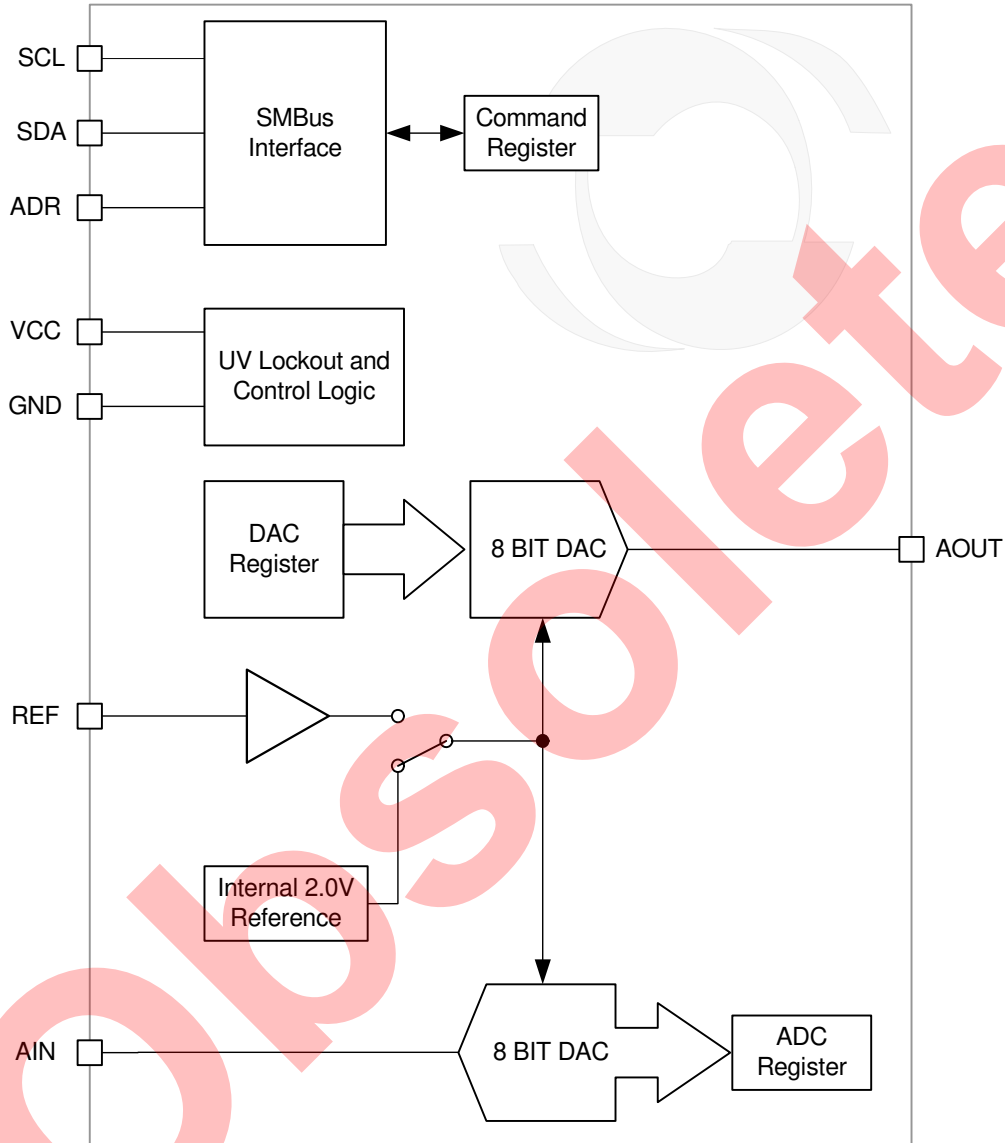 SCL
SDA
ADR
SMBus
Interface
Command
Register
VCC
GND
UV Lockout and
Control Logic
DAC
Register
8 BIT DAC
AOUT
REF
Internal 2.0V
Reference
AIN
8 BIT DAC
ADC
Register
Obsolete